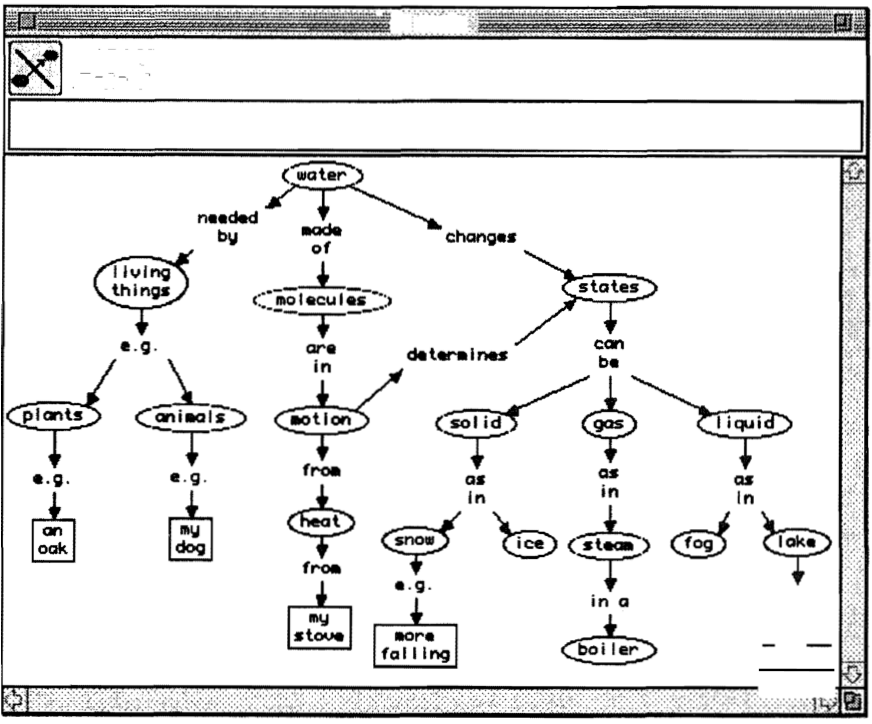 water
needed
by
made
of
changes
living
things
molecules
states
e.g.
are
in
determines
can
be
plants
animals
motion
solid
gas
liquid
e.g.
e.g.
from
as
in
as
in
as
in
an
oak
my
dog
heat
snow
ice
steam
fog
lake
from
e.g.
in a
my
stove
more
falling
boiler